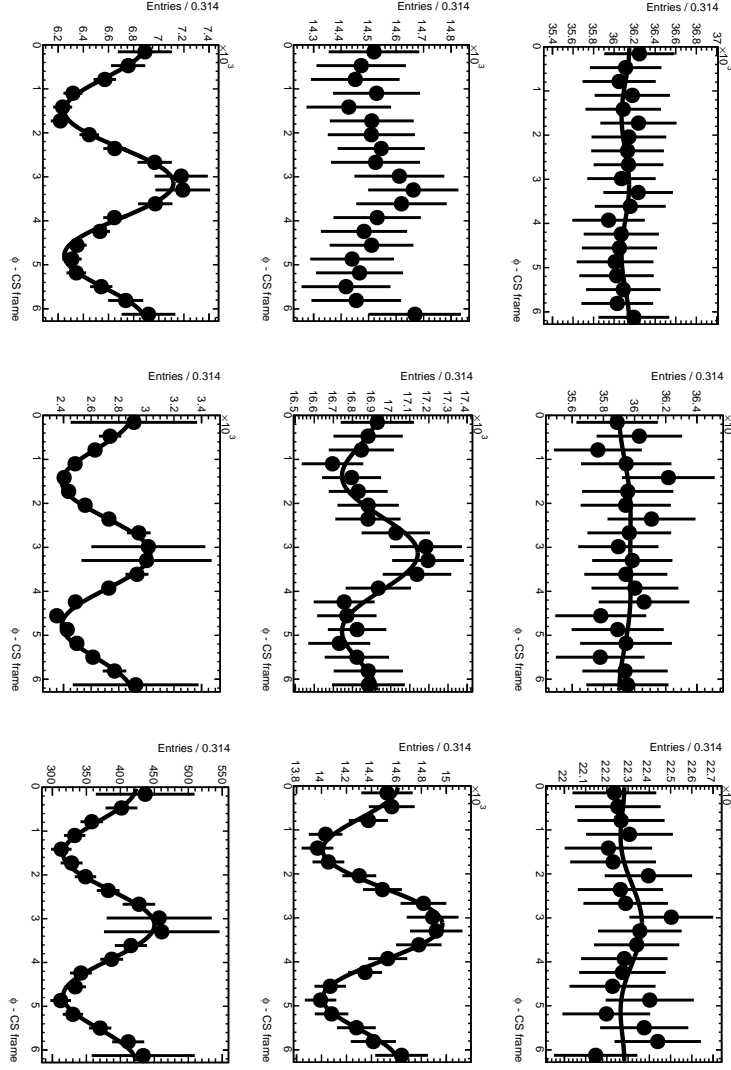 Entries / 0.314
37
36.8
36.6
36.4
36.2
36
35.8
35.6
35.4
0 1 2 3 4 5 6
φ - CS frame
Entries / 0.314
×10
36.4
36.2
36
35.8
35.6
0 1 2 3 4 5 6
φ - CS frame
Entries / 0.314
×10
22.7
22.6
22.5
22.4
22.3
22.2
22.1
22
0 1 2 3 4 5 6
φ - CS frame
Entries / 0.314
×10³
14.8
14.7
14.6
14.5
14.4
14.3
0 1 2 3 4 5 6
φ - CS frame
Entries / 0.314
×10³
17.4
17.3
17.2
17.1
17
16.9
16.8
16.7
16.6
16.5
0 1 2 3 4 5 6
φ - CS frame
Entries / 0.314
×10³
15
14.8
14.6
14.4
14.2
14
13.8
0 1 2 3 4 5 6
φ - CS frame
Entries / 0.314
×10³
7.4
7.2
7
6.8
6.6
6.4
6.2
0 1 2 3 4 5 6
φ - CS frame
Entries / 0.314
×10³
3.4
3.2
3
2.8
2.6
2.4
0 1 2 3 4 5 6
φ - CS frame
Entries / 0.314
550
500
450
400
350
300
0 1 2 3 4 5 6
φ - CS frame